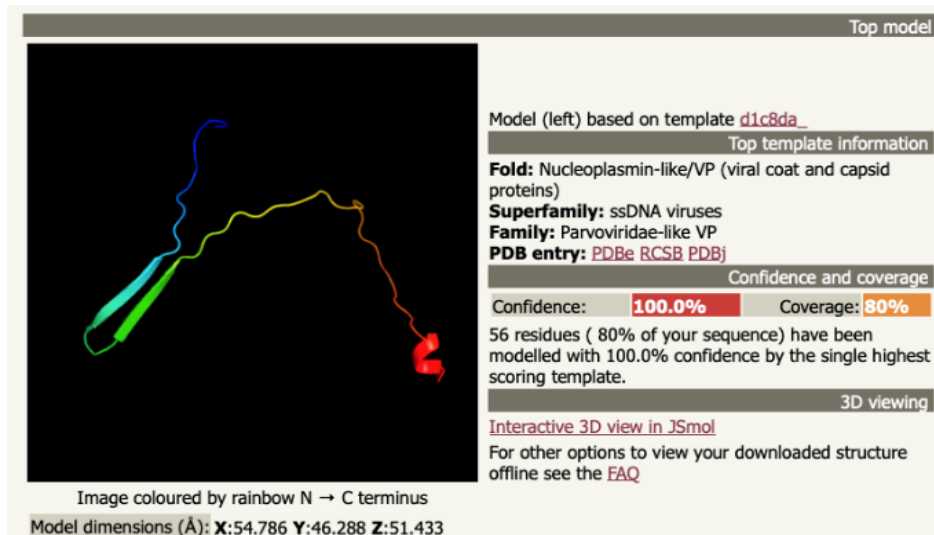 Top model
Model (left) based on template d1c8da_
Top template information
Fold: Nucleoplasmin-like/VP (viral coat and capsid
proteins)
Superfamily: ssDNA viruses
Family: Parvoviridae-like VP
PDB entry: PDBe RCSB PDBj
Confidence and coverage
Confidence: 100.0% Coverage: 80%
56 residues ( 80% of your sequence) have been
modelled with 100.0% confidence by the single highest
scoring template.
3D viewing
Interactive 3D view in JSmol
For other options to view your downloaded structure
offline see the FAQ
Image coloured by rainbow N → C terminus
Model dimensions (Å): X:54.786 Y:46.288 Z:51.433